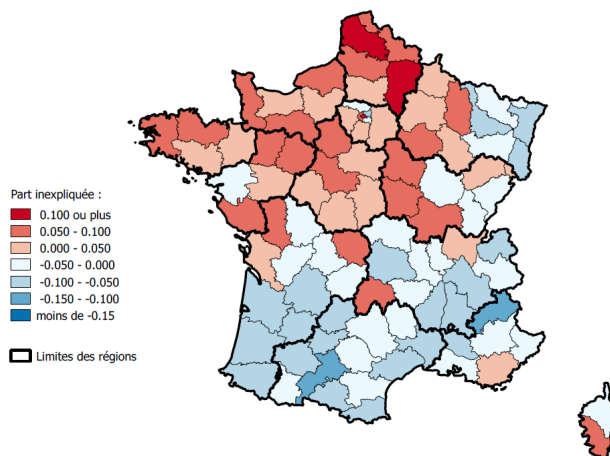 Part inexpliquée :
0.100 ou plus
0.050 - 0.100
0.000 - 0.050
-0.050 - 0.000
-0.100 - -0.050
-0.150 - -0.100
moins de -0.15
Limites des régions